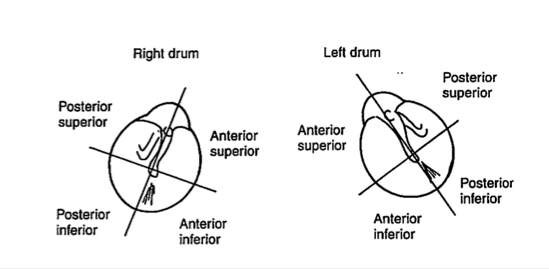 Right drum
Left drum
Posterior
superior
Anterior
superior
Posterior
inferior
Anterior
inferior
Posterior
superior
Anterior
superior
Posterior
inferior
Anterior
inferior